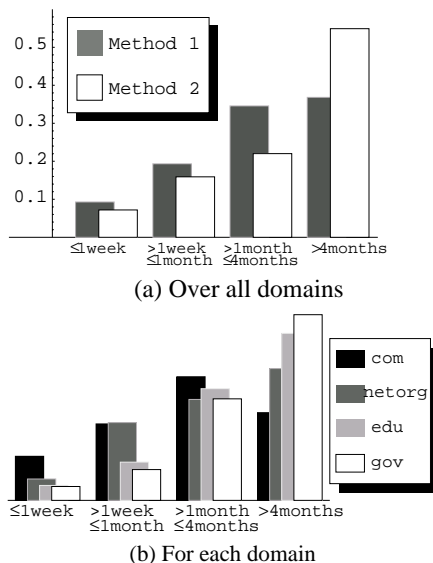 0.5
0.4
0.3
0.2
0.1
Method 1
Method 2
≤1week
>1week
≤1month
>1month
≤4months
>4months
(a) Over all domains
com
netorg
edu
gov
≤1week
>1week
≤1month
>1month
≤4months
>4months
(b) For each domain